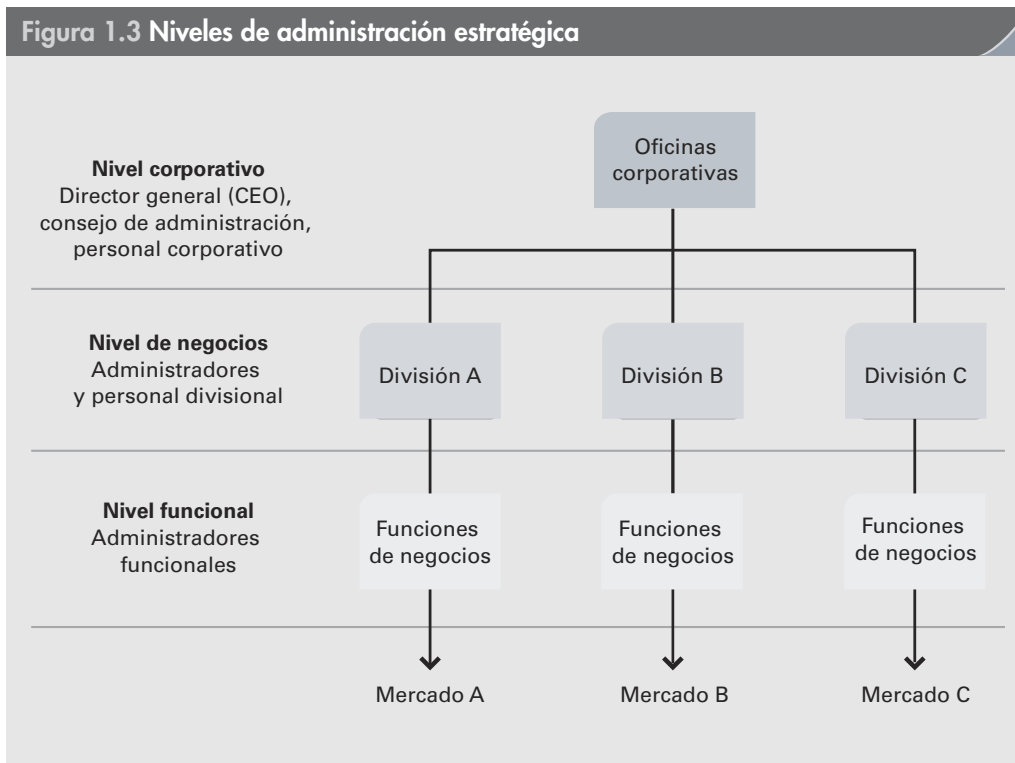 Figura 1.3 Niveles de administración estratégica
Oficinas
corporativas
Nivel corporativo
Director general (CEO),
consejo de administración,
personal corporativo
Nivel de negocios
Administradores
y personal divisional
División A
División B
División C
Nivel funcional
Administradores
funcionales
Funciones
de negocios
Funciones
de negocios
Funciones
de negocios
Mercado A
Mercado B
Mercado C